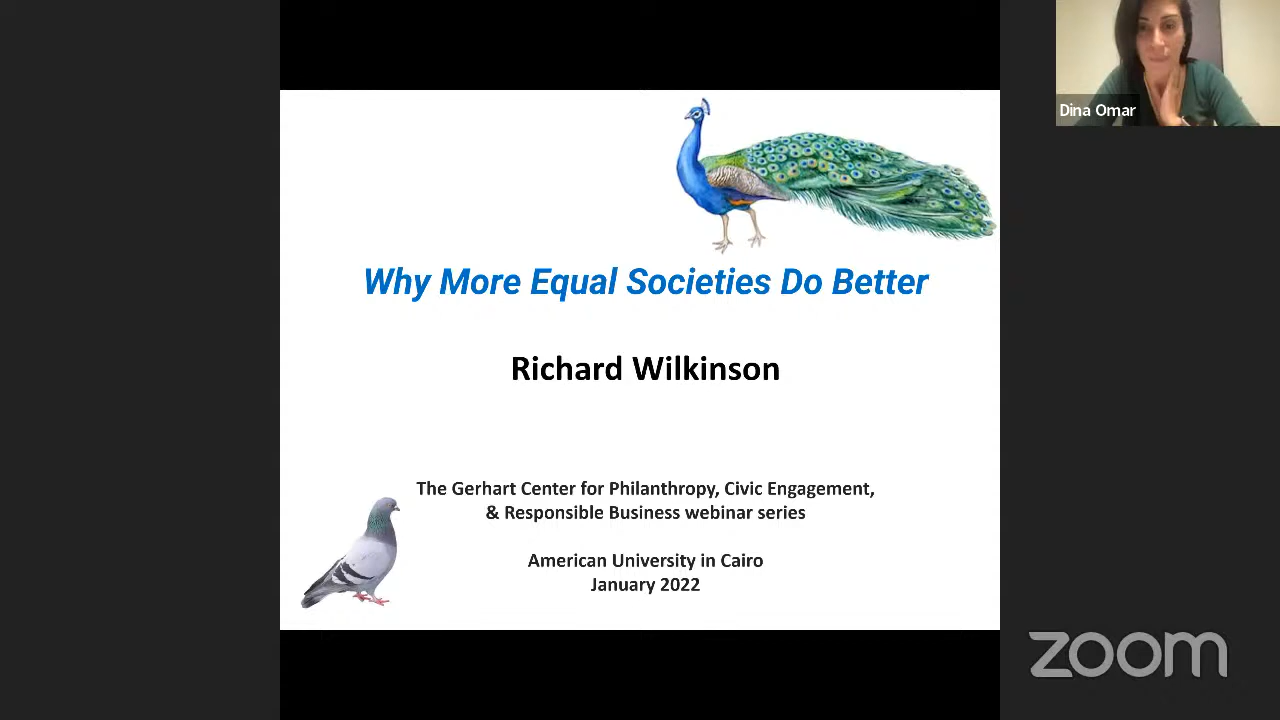 Dina Omar
Why More Equal Societies Do Better
Richard Wilkinson
The Gerhart Center for Philanthropy, Civic Engagement,
& Responsible Business webinar series
American University in Cairo
January 2022
zoom